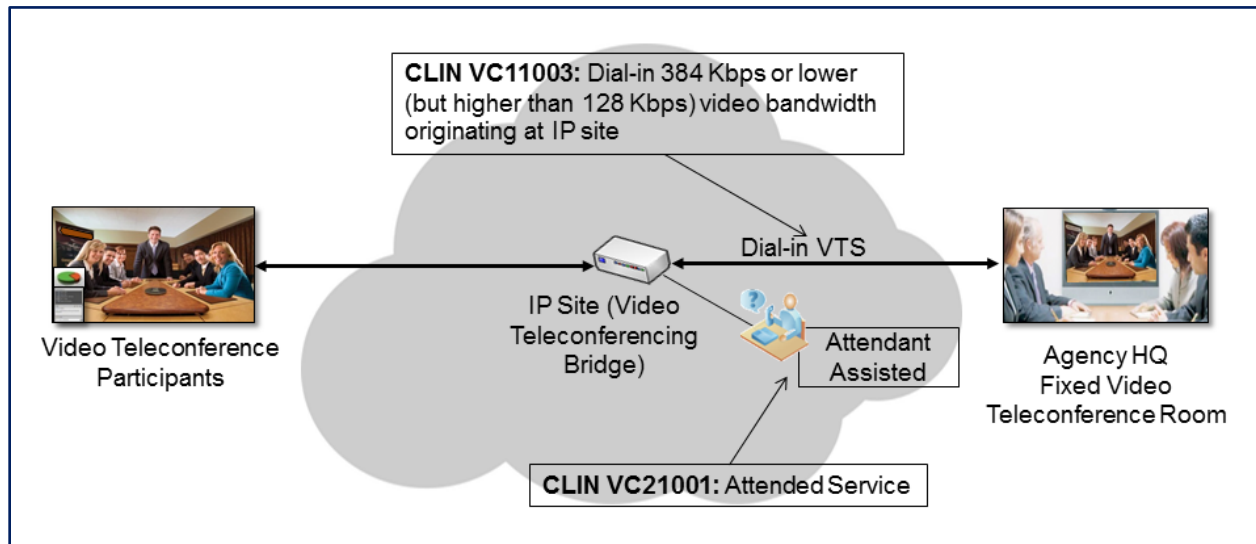 CLIN VC11003: Dial-in 384 Kbps or lower
(but higher than 128 Kbps) video bandwidth
originating at IP site
Dial-in VTS
IP Site (Video
Teleconferencing
Bridge)
Attendant
Assisted
Video Teleconference
Participants
Agency HQ
Fixed Video
Teleconference Room
CLIN VC21001: Attended Service